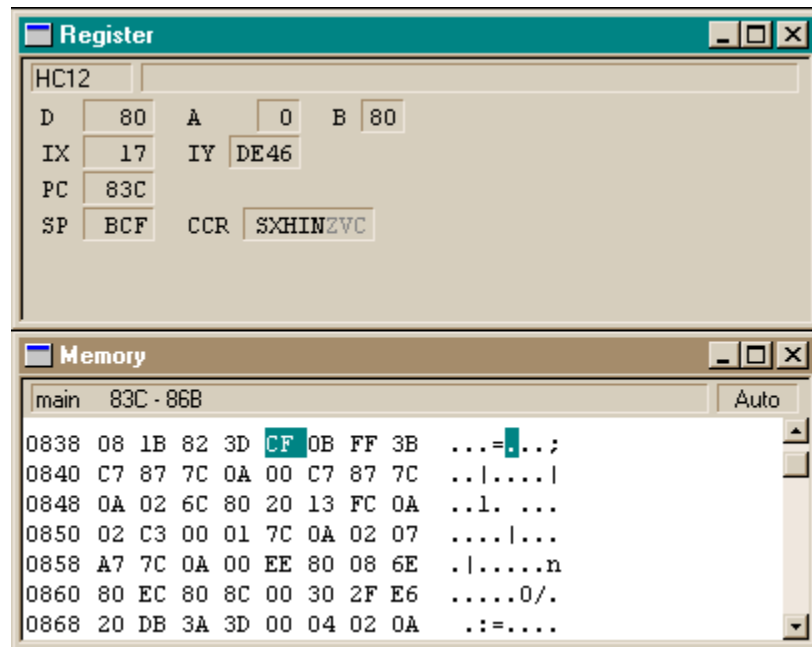 Register
HC12
D 80 A 0 B 80
IX 17 IY DE46
PC 83C
SP BCF CCR SXHINZVC
Memory
main 83C - 86B Auto
0838 08 1B 82 3D CF 0B FF 3B ...=...;
0840 C7 87 7C 0A 00 C7 87 7C ..|....|
0848 0A 02 6C 80 20 13 FC 0A ..l. ...
0850 02 C3 00 01 7C 0A 02 07 ....|...
0858 A7 7C 0A 00 EE 80 08 6E .|.....n
0860 80 EC 80 8C 00 30 2F E6 .....0/.
0868 20 DB 3A 3D 00 04 02 0A .:=....